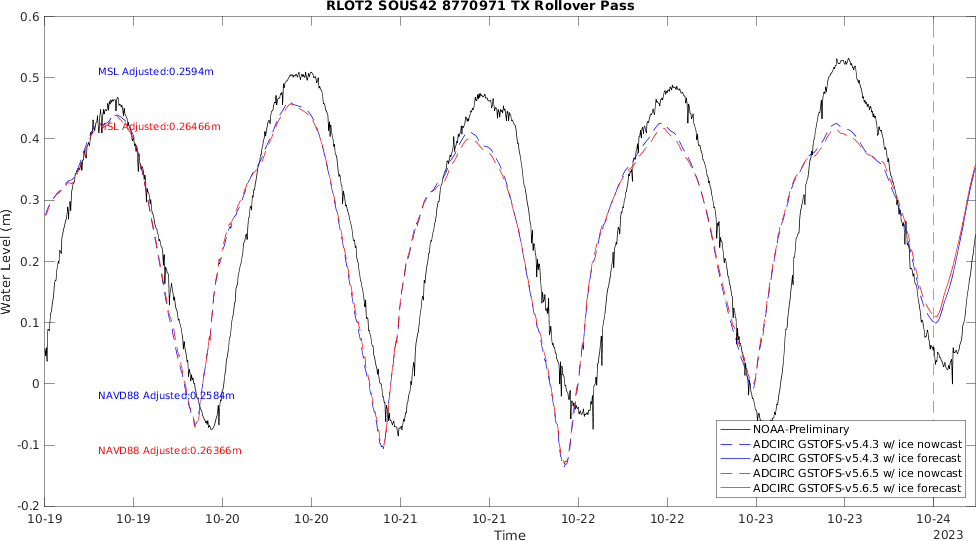 RLOT2 SOUS42 8770971 TX Rollover Pass
0.6
0.5
0.4
0.3
0.2
0.1
0
-0.1
-0.2
Water Level (m)
MSL Adjusted:0.2594m
MSL Adjusted:0.26466m
NAVD88 Adjusted:0.2584m
NAVD88 Adjusted:0.26366m
NOAA-Preliminary
ADCIRC GSTOFS-v5.4.3 w/ ice nowcast
ADCIRC GSTOFS-v5.4.3 w/ ice forecast
ADCIRC GSTOFS-v5.6.5 w/ ice nowcast
ADCIRC GSTOFS-v5.6.5 w/ ice forecast
10-19 10-19 10-20 10-20 10-21 10-21 10-22 10-22 10-23 10-23 10-24
Time
2023